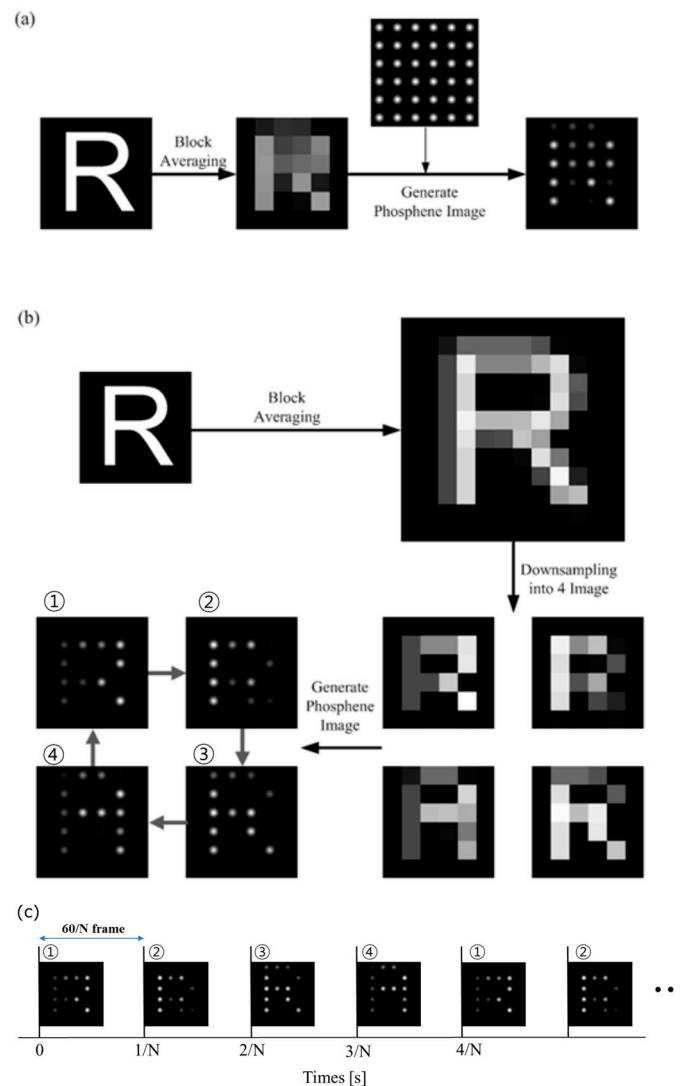 (a)
R
Block
Averaging
Generate
Phosphene Image
(b)
R
Block
Averaging
Downsampling
into 4 Image
①
②
Generate
Phosphene
Image
④
③
(c)
60/N frame
①
②
③
④
①
②
0
1/N
2/N
3/N
4/N
Times [s]